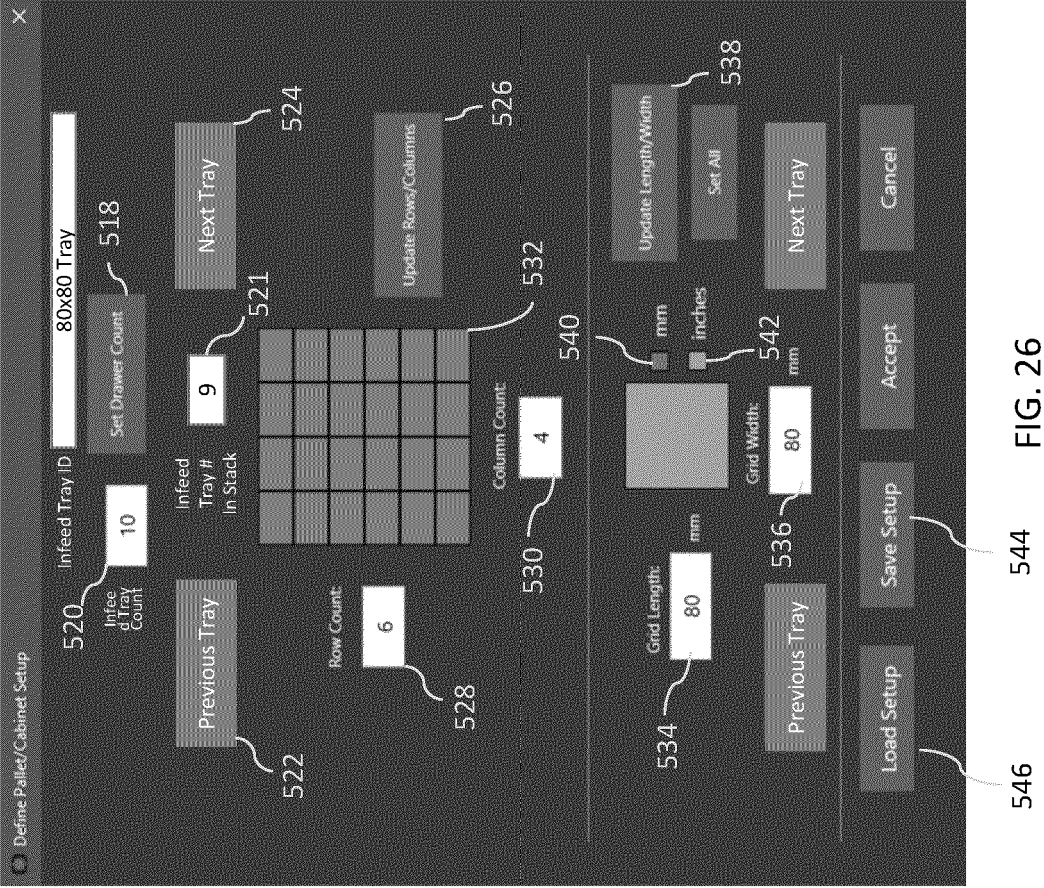 Define Pallet/Cabinet Setup
X
Infeed Tray ID
80x80 Tray
520
Infee
d Tray
Count
10
Set Drawer Count
518
Previous Tray
522
Infeed
Tray #
In Stack
9
521
Next Tray
524
Row Count:
6
528
532
Column Count:
4
530
Update Rows/Columns
526
Grid Length:
80
mm
534
540
mm
inches
542
Grid Width:
80
mm
536
Update Length/Width
538
Set All
Previous Tray
Next Tray
Load Setup
546
Save Setup
544
Accept
Cancel
FIG. 26